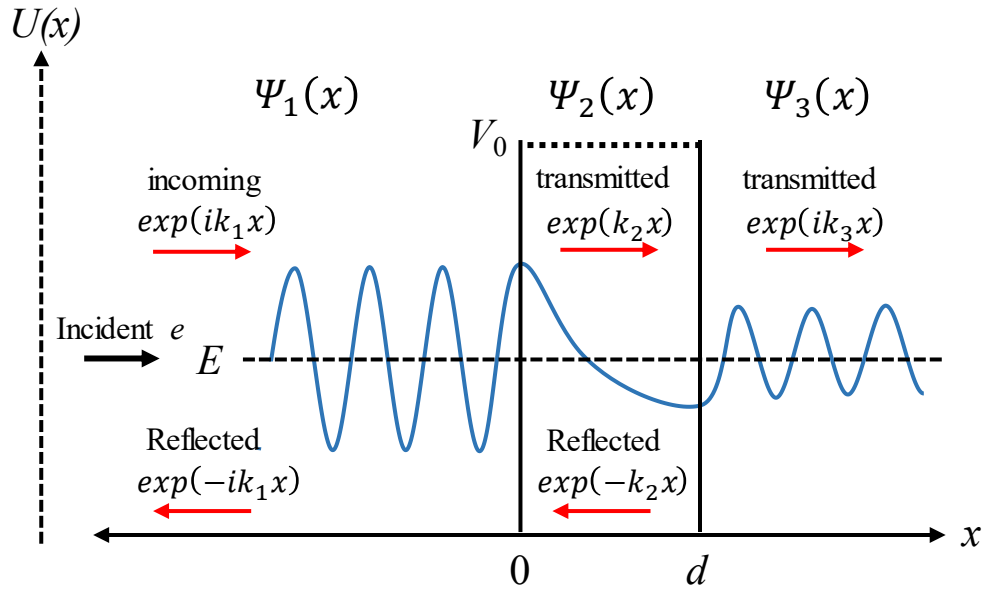 U(x)
Ψ₁(x) Ψ₂(x) Ψ₃(x)
V₀
incoming
exp(ik₁x)
transmitted
exp(k₂x)
transmitted
exp(ik₃x)
Incident e
E
Reflected
exp(−ik₁x)
Reflected
exp(−k₂x)
x
0 d